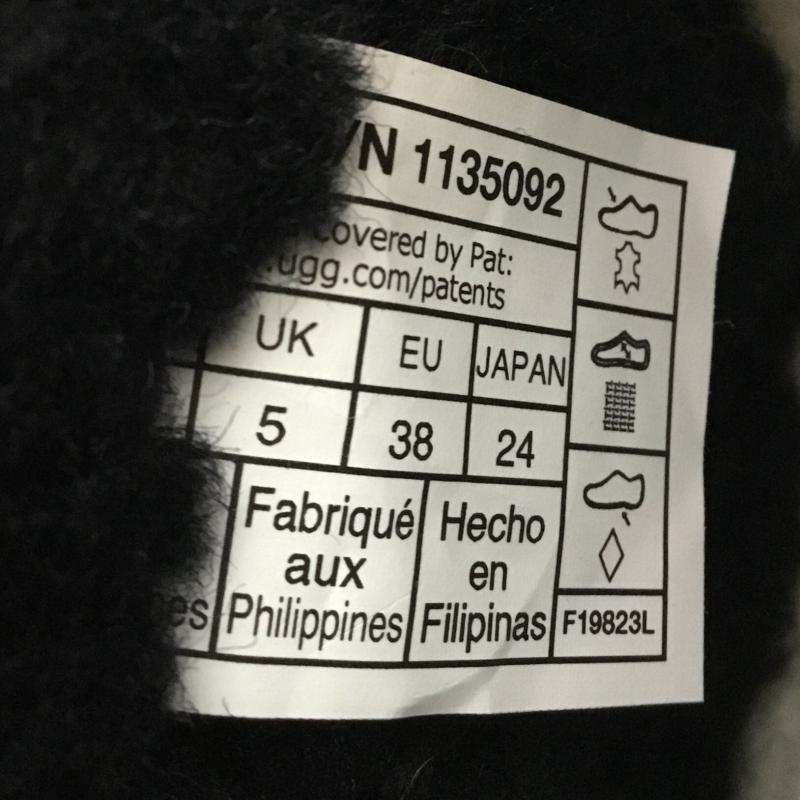 /N 1135092
Covered by Pat:
.ugg.com/patents
UK EU JAPAN
5 38 24
Fabriqué Hecho
aux en
es Philippines Filipinas F19823L